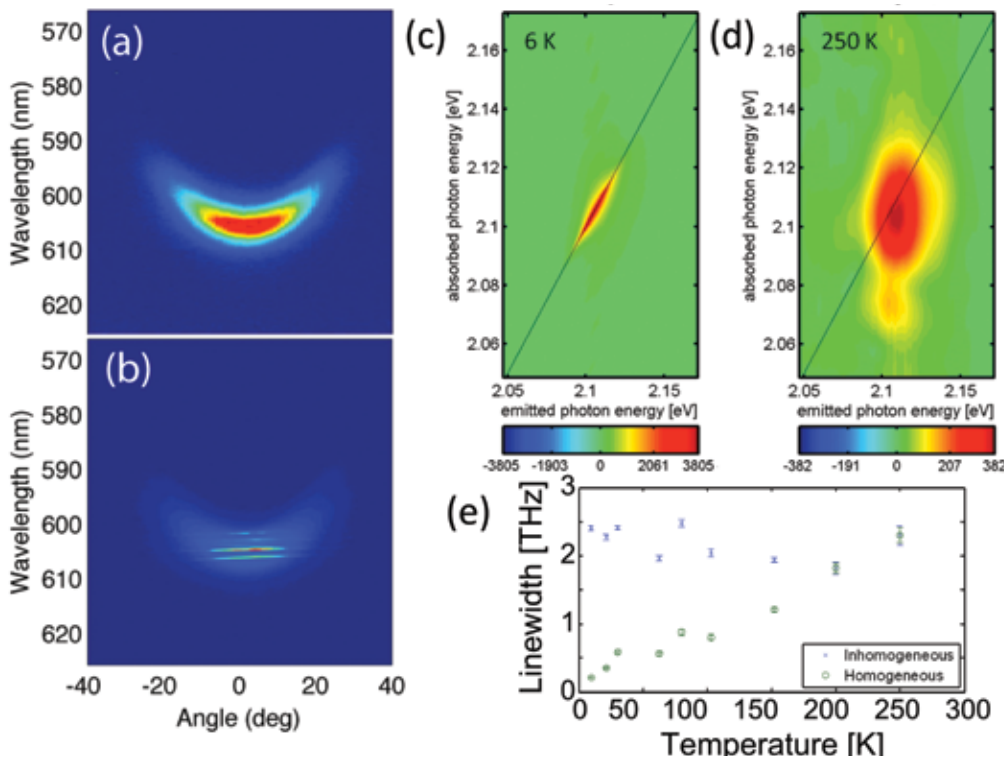 (a)
570
580
590
600
610
620
Wavelength (nm)
(b)
570
580
590
600
610
620
Wavelength (nm)
-40 -20 0 20 40
Angle (deg)
(c)
6 K
2.16
2.14
2.12
2.1
2.08
2.06
absorbed photon energy [eV]
2.05 2.1 2.15
emitted photon energy [eV]
-3805 -1903 0 2061 3805
(d)
250 K
2.16
2.14
2.12
2.1
2.08
2.06
absorbed photon energy [eV]
2.05 2.1 2.15
emitted photon energy [eV]
-382 -191 0 207 382
(e)
3
2
1
0
Linewidth [THz]
Inhomogeneous
Homogeneous
0 50 100 150 200 250 300
Temperature [K]